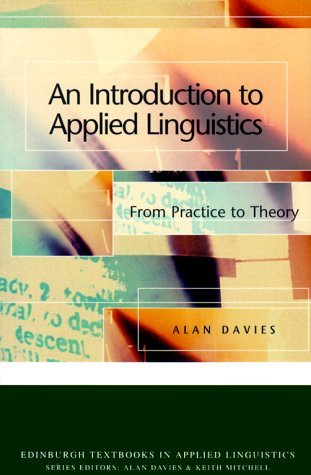 An Introduction to
Applied Linguistics
From Practice to Theory
ALAN DAVIES
descent
EDINBURGH TEXTBOOKS IN APPLIED LINGUISTICS
SERIES EDITORS: ALAN DAVIES & KEITH MITCHELL